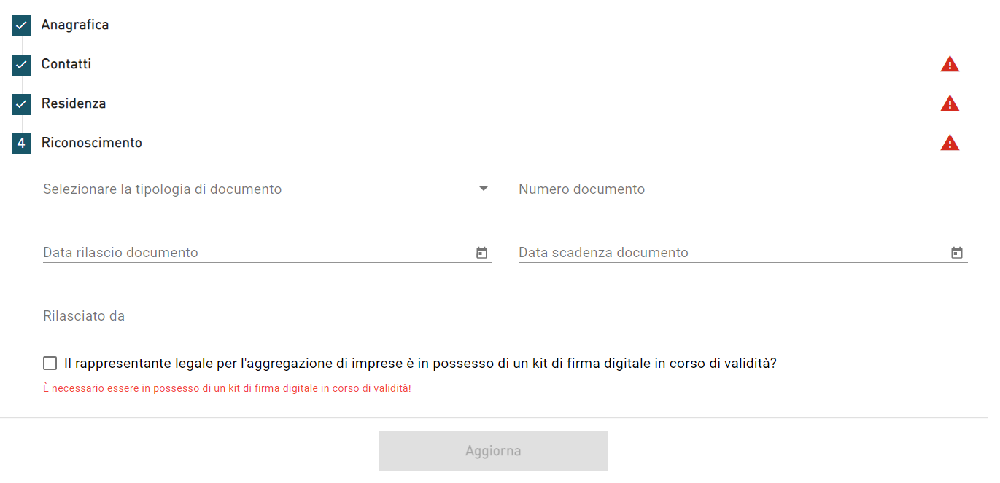 Anagrafica
Contatti
Residenza
4 Riconoscimento
Selezionare la tipologia di documento
Numero documento
Data rilascio documento
Data scadenza documento
Rilasciato da
Il rappresentante legale per l'aggregazione di imprese è in possesso di un kit di firma digitale in corso di validità?
È necessario essere in possesso di un kit di firma digitale in corso di validità!
Aggiorna